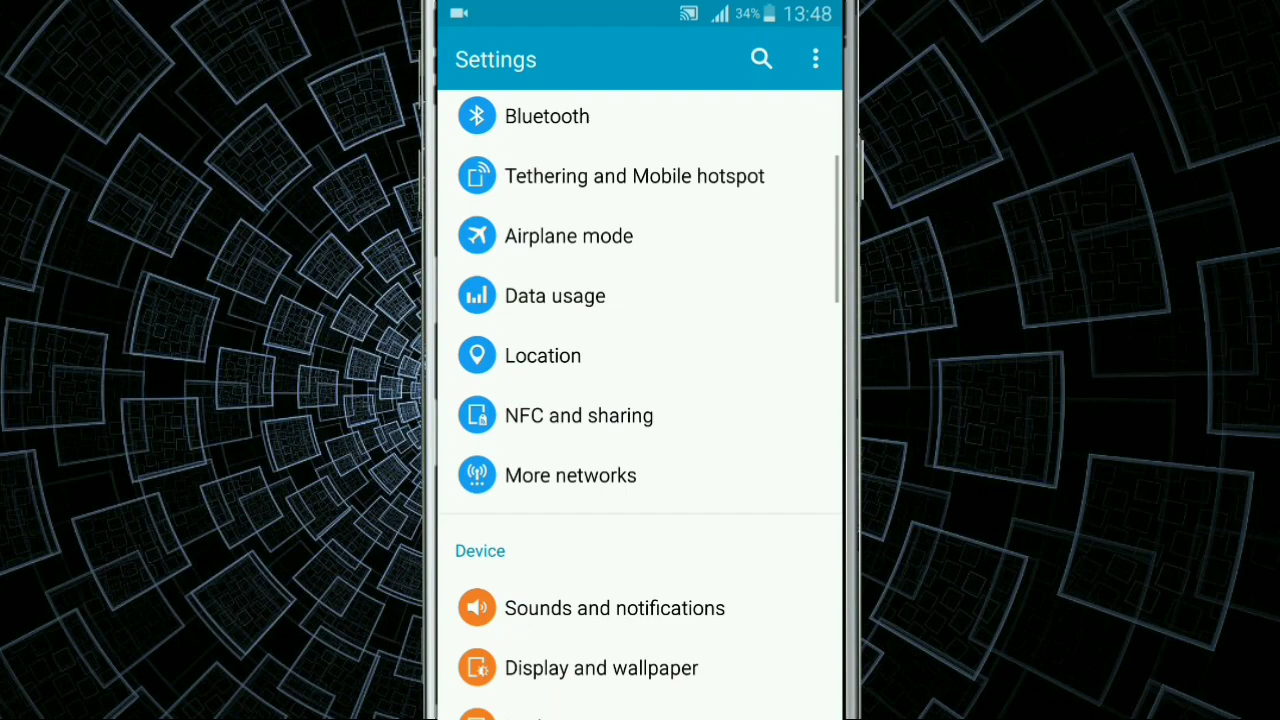 34% 13:48
Settings
Bluetooth
Tethering and Mobile hotspot
Airplane mode
Data usage
Location
NFC and sharing
More networks
Device
Sounds and notifications
Display and wallpaper